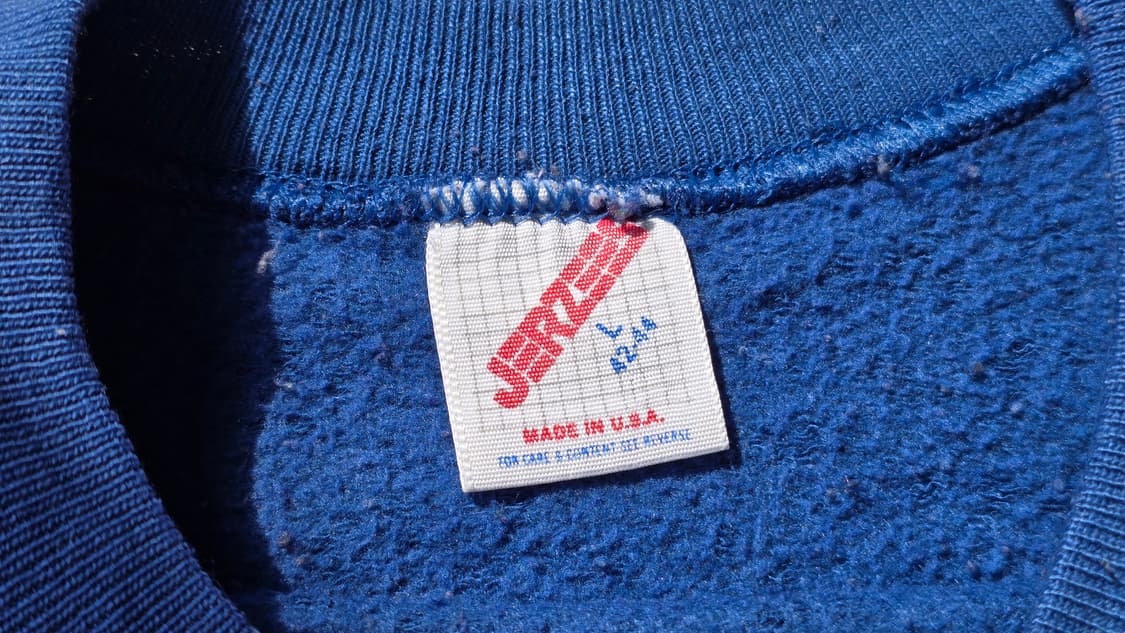 JERZEES
L
42-44
MADE IN U.S.A.
FOR CARE & CONTENT SEE REVERSE